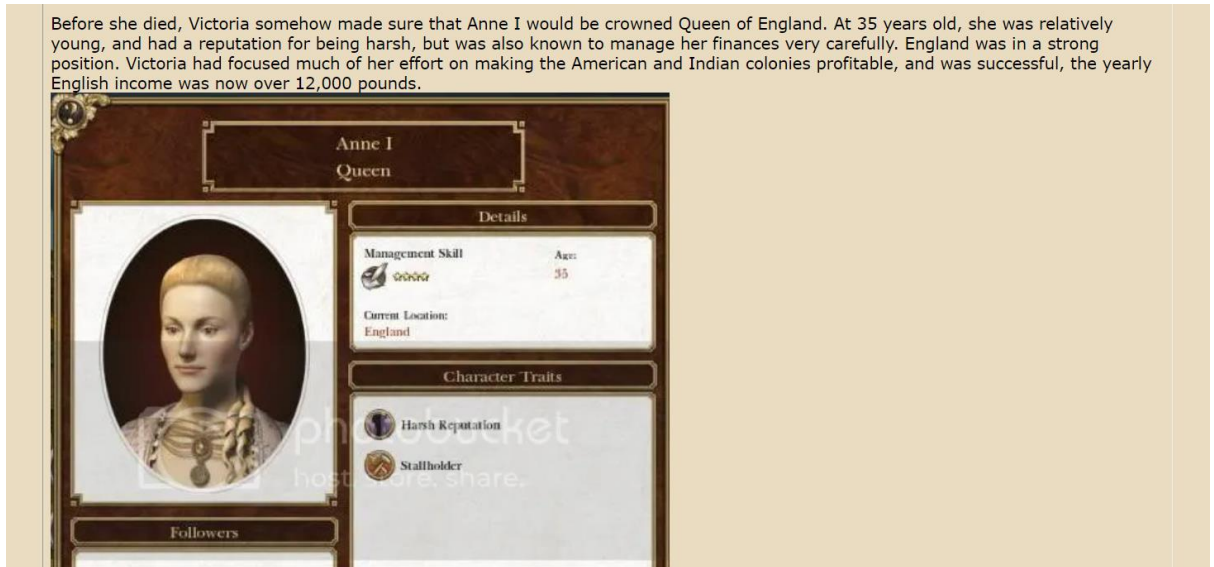 Before she died, Victoria somehow made sure that Anne I would be crowned Queen of England. At 35 years old, she was relatively
young, and had a reputation for being harsh, but was also known to manage her finances very carefully. England was in a strong
position. Victoria had focused much of her effort on making the American and Indian colonies profitable, and was successful, the yearly
English income was now over 12,000 pounds.
Anne I
Queen
Details
Management Skill
Age:
35
Current Location:
England
Character Traits
Harsh Reputation
Stallholder
photobucket
host. store. share.
Followers